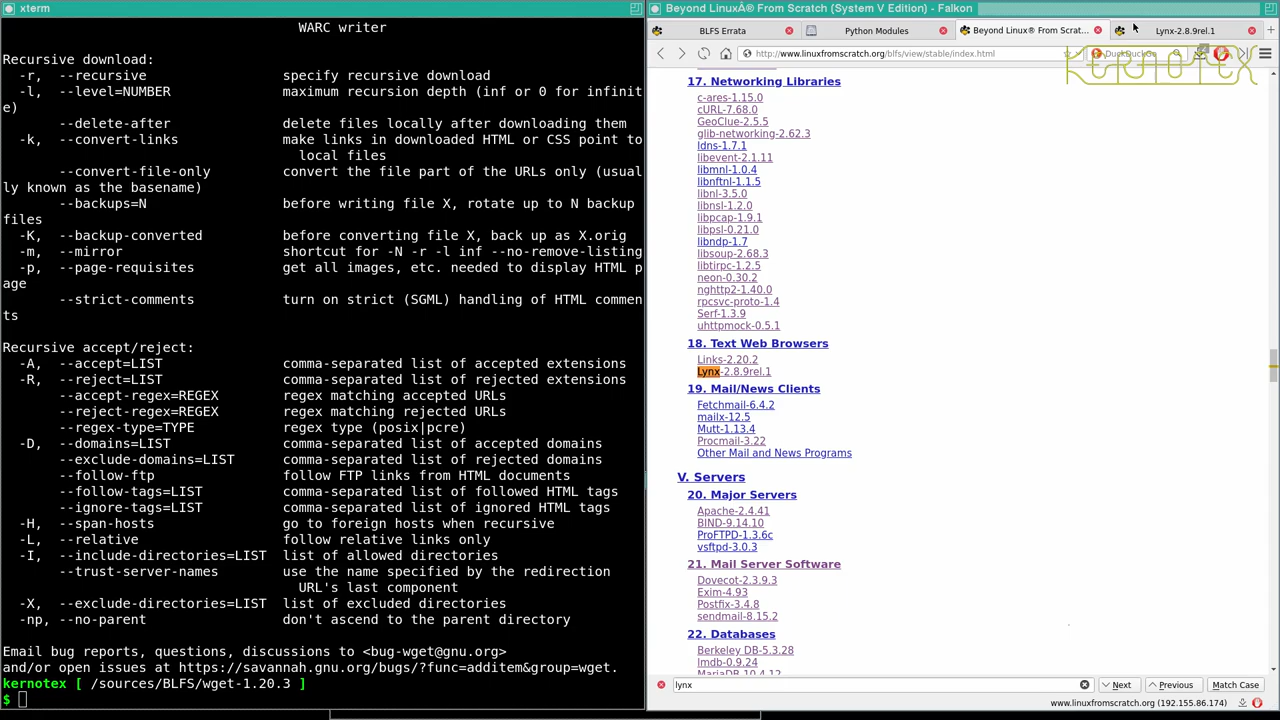 xterm
WARC writer
Recursive download:
-r, --recursive specify recursive download
-l, --level=NUMBER maximum recursion depth (inf or 0 for infinit
e)
--delete-after delete files locally after downloading them
-k, --convert-links make links in downloaded HTML or CSS point to
local files
--convert-file-only convert the file part of the URLs only (usual
ly known as the basename)
--backups=N before writing file X, rotate up to N backup
files
-K, --backup-converted before converting file X, back up as X.orig
-m, --mirror shortcut for -N -r -l inf --no-remove-listing
-p, --page-requisites get all images, etc. needed to display HTML p
age
--strict-comments turn on strict (SGML) handling of HTML commen
ts
Recursive accept/reject:
-A, --accept=LIST comma-separated list of accepted extensions
-R, --reject=LIST comma-separated list of rejected extensions
--accept-regex=REGEX regex matching accepted URLs
--reject-regex=REGEX regex matching rejected URLs
--regex-type=TYPE regex type (posix|pcre)
-D, --domains=LIST comma-separated list of accepted domains
--exclude-domains=LIST comma-separated list of rejected domains
--follow-ftp follow FTP links from HTML documents
--follow-tags=LIST comma-separated list of followed HTML tags
--ignore-tags=LIST comma-separated list of ignored HTML tags
-H, --span-hosts go to foreign hosts when recursive
-L, --relative follow relative links only
-I, --include-directories=LIST list of allowed directories
--trust-server-names use the name specified by the redirection
URL's last component
-X, --exclude-directories=LIST list of excluded directories
-np, --no-parent don't ascend to the parent directory
Email bug reports, questions, discussions to <bug-wget@gnu.org>
and/or open issues at https://savannah.gnu.org/bugs/?func=additem&group=wget.
kernotex [ /sources/BLFS/wget-1.20.3 ]
$
Beyond LinuxÂ® From Scratch (System V Edition) - Falkon
BLFS Errata
Python Modules
Beyond Linux® From Scrat...
Lynx-2.8.9rel.1
http://www.linuxfromscratch.org/blfs/view/stable/index.html
DuckDuckGo
KERNOTEX
17. Networking Libraries
c-ares-1.15.0
cURL-7.68.0
GeoClue-2.5.5
glib-networking-2.62.3
ldns-1.7.1
libevent-2.1.11
libmnl-1.0.4
libnftnl-1.1.5
libnl-3.5.0
libnsl-1.2.0
libpcap-1.9.1
libpsl-0.21.0
libndp-1.7
libsoup-2.68.3
libtirpc-1.2.5
neon-0.30.2
nghttp2-1.40.0
rpcsvc-proto-1.4
Serf-1.3.9
uhttpmock-0.5.1
18. Text Web Browsers
Links-2.20.2
Lynx-2.8.9rel.1
19. Mail/News Clients
Fetchmail-6.4.2
mailx-12.5
Mutt-1.13.4
Procmail-3.22
Other Mail and News Programs
V. Servers
20. Major Servers
Apache-2.4.41
BIND-9.14.10
ProFTPD-1.3.6c
vsftpd-3.0.3
21. Mail Server Software
Dovecot-2.3.9.3
Exim-4.93
Postfix-3.4.8
sendmail-8.15.2
22. Databases
Berkeley DB-5.3.28
lmdb-0.9.24
MariaDB-10.4.12
lynx
Next
Previous
Match Case
www.linuxfromscratch.org (192.155.86.174)